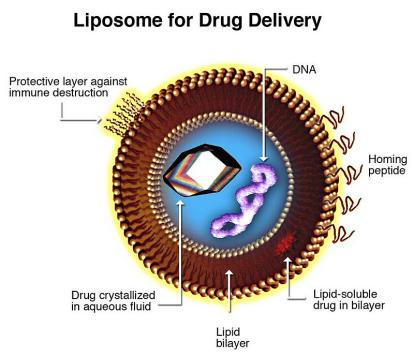 Liposome for Drug Delivery
Protective layer against
immune destruction
DNA
Homing
peptide
Drug crystallized
in aqueous fluid
Lipid
bilayer
Lipid-soluble
drug in bilayer